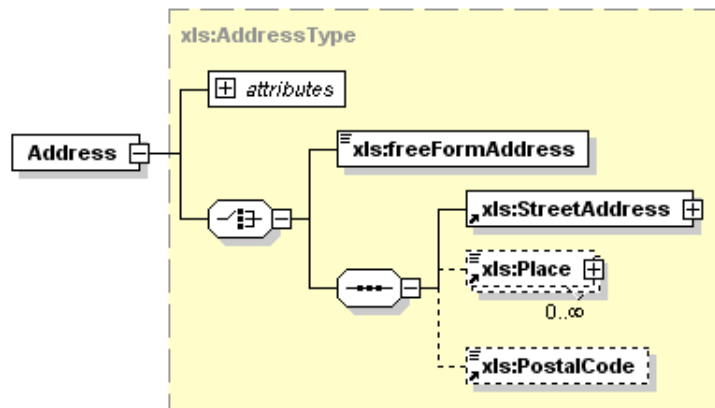 xls:AddressType
attributes
Address
xls:freeFormAddress
xls:StreetAddress
xls:Place
0..∞
xls:PostalCode